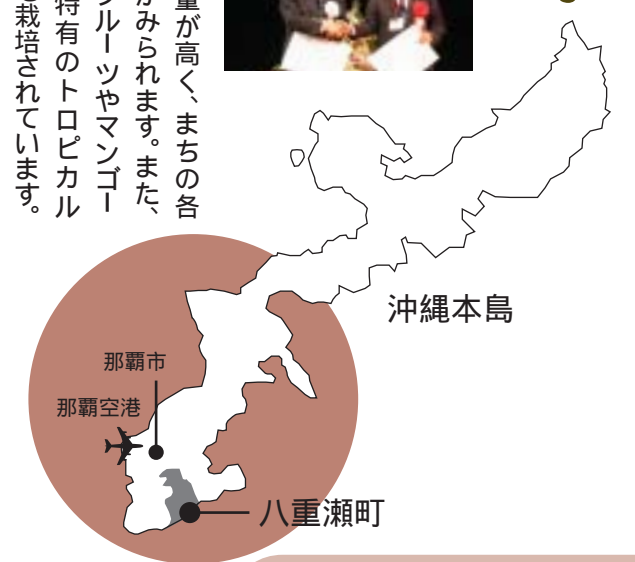 量が高く、まちの各
がみられます。また、
フルーツやマンゴー
特有のトロピカル
栽培されています。
沖縄本島
那覇市
那覇空港
八重瀬町